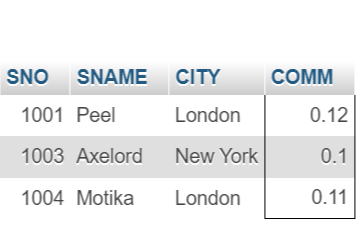 SNO SNAME CITY COMM
1001 Peel London 0.12
1003 Axelord New York 0.1
1004 Motika London 0.11